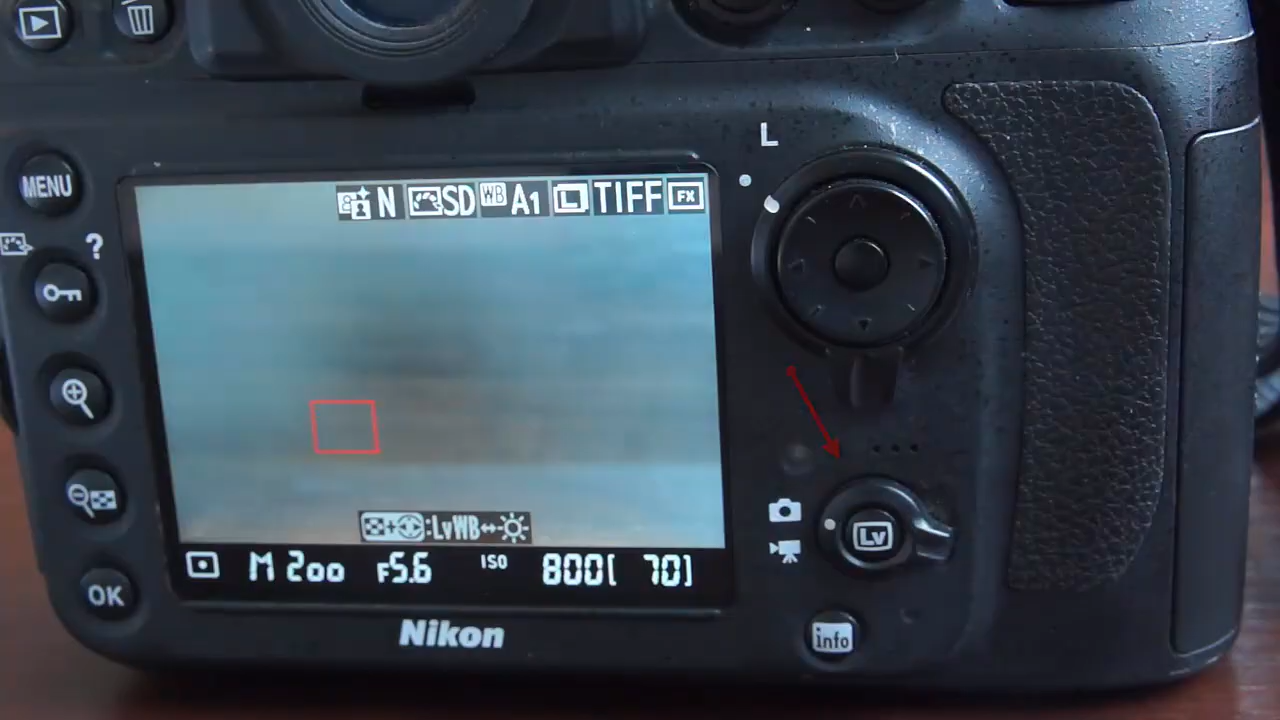 L
MENU
N SD WB A1 L TIFF FX
?
:LvWB↔
M 200 F5.6 ISO 800[ 70]
Lv
OK
Nikon
info